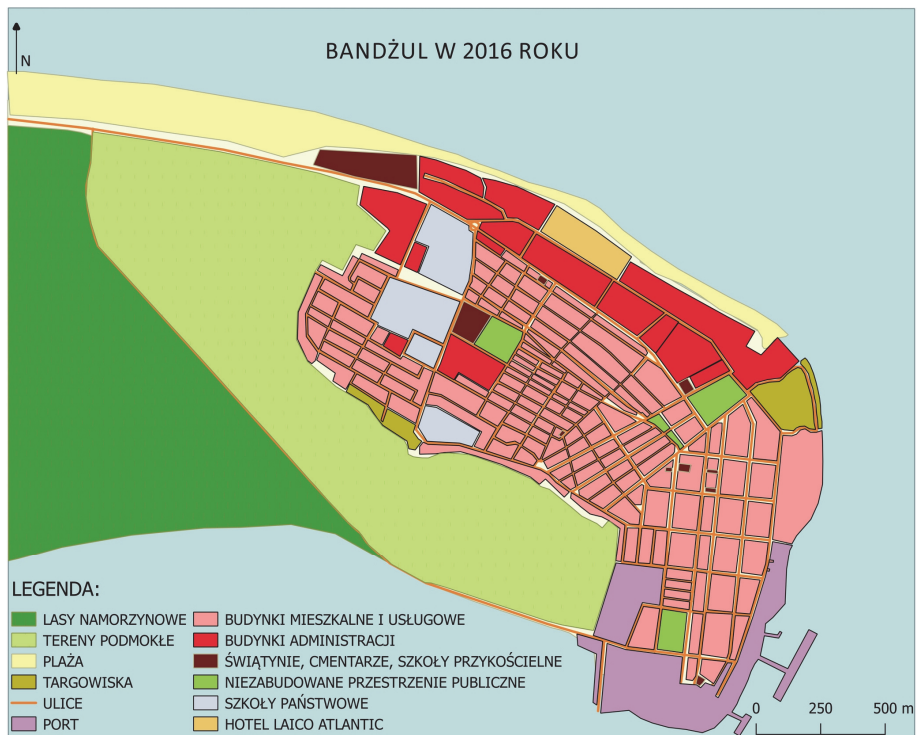 BANDŻUL W 2016 ROKU
N
LEGENDA:
LASY NAMORZYNOWE
TERENY PODMOKŁE
PLAŻA
TARGOWISKA
ULICE
PORT
BUDYNKI MIESZKALNE I USŁUGOWE
BUDYNKI ADMINISTRACJI
ŚWIĄTYNIE, CMENTARZE, SZKOŁY PRZYKOŚCIELNE
NIEZABUDOWANE PRZESTRZENIE PUBLICZNE
SZKOŁY PAŃSTWOWE
HOTEL LAICO ATLANTIC
0 250 500 m